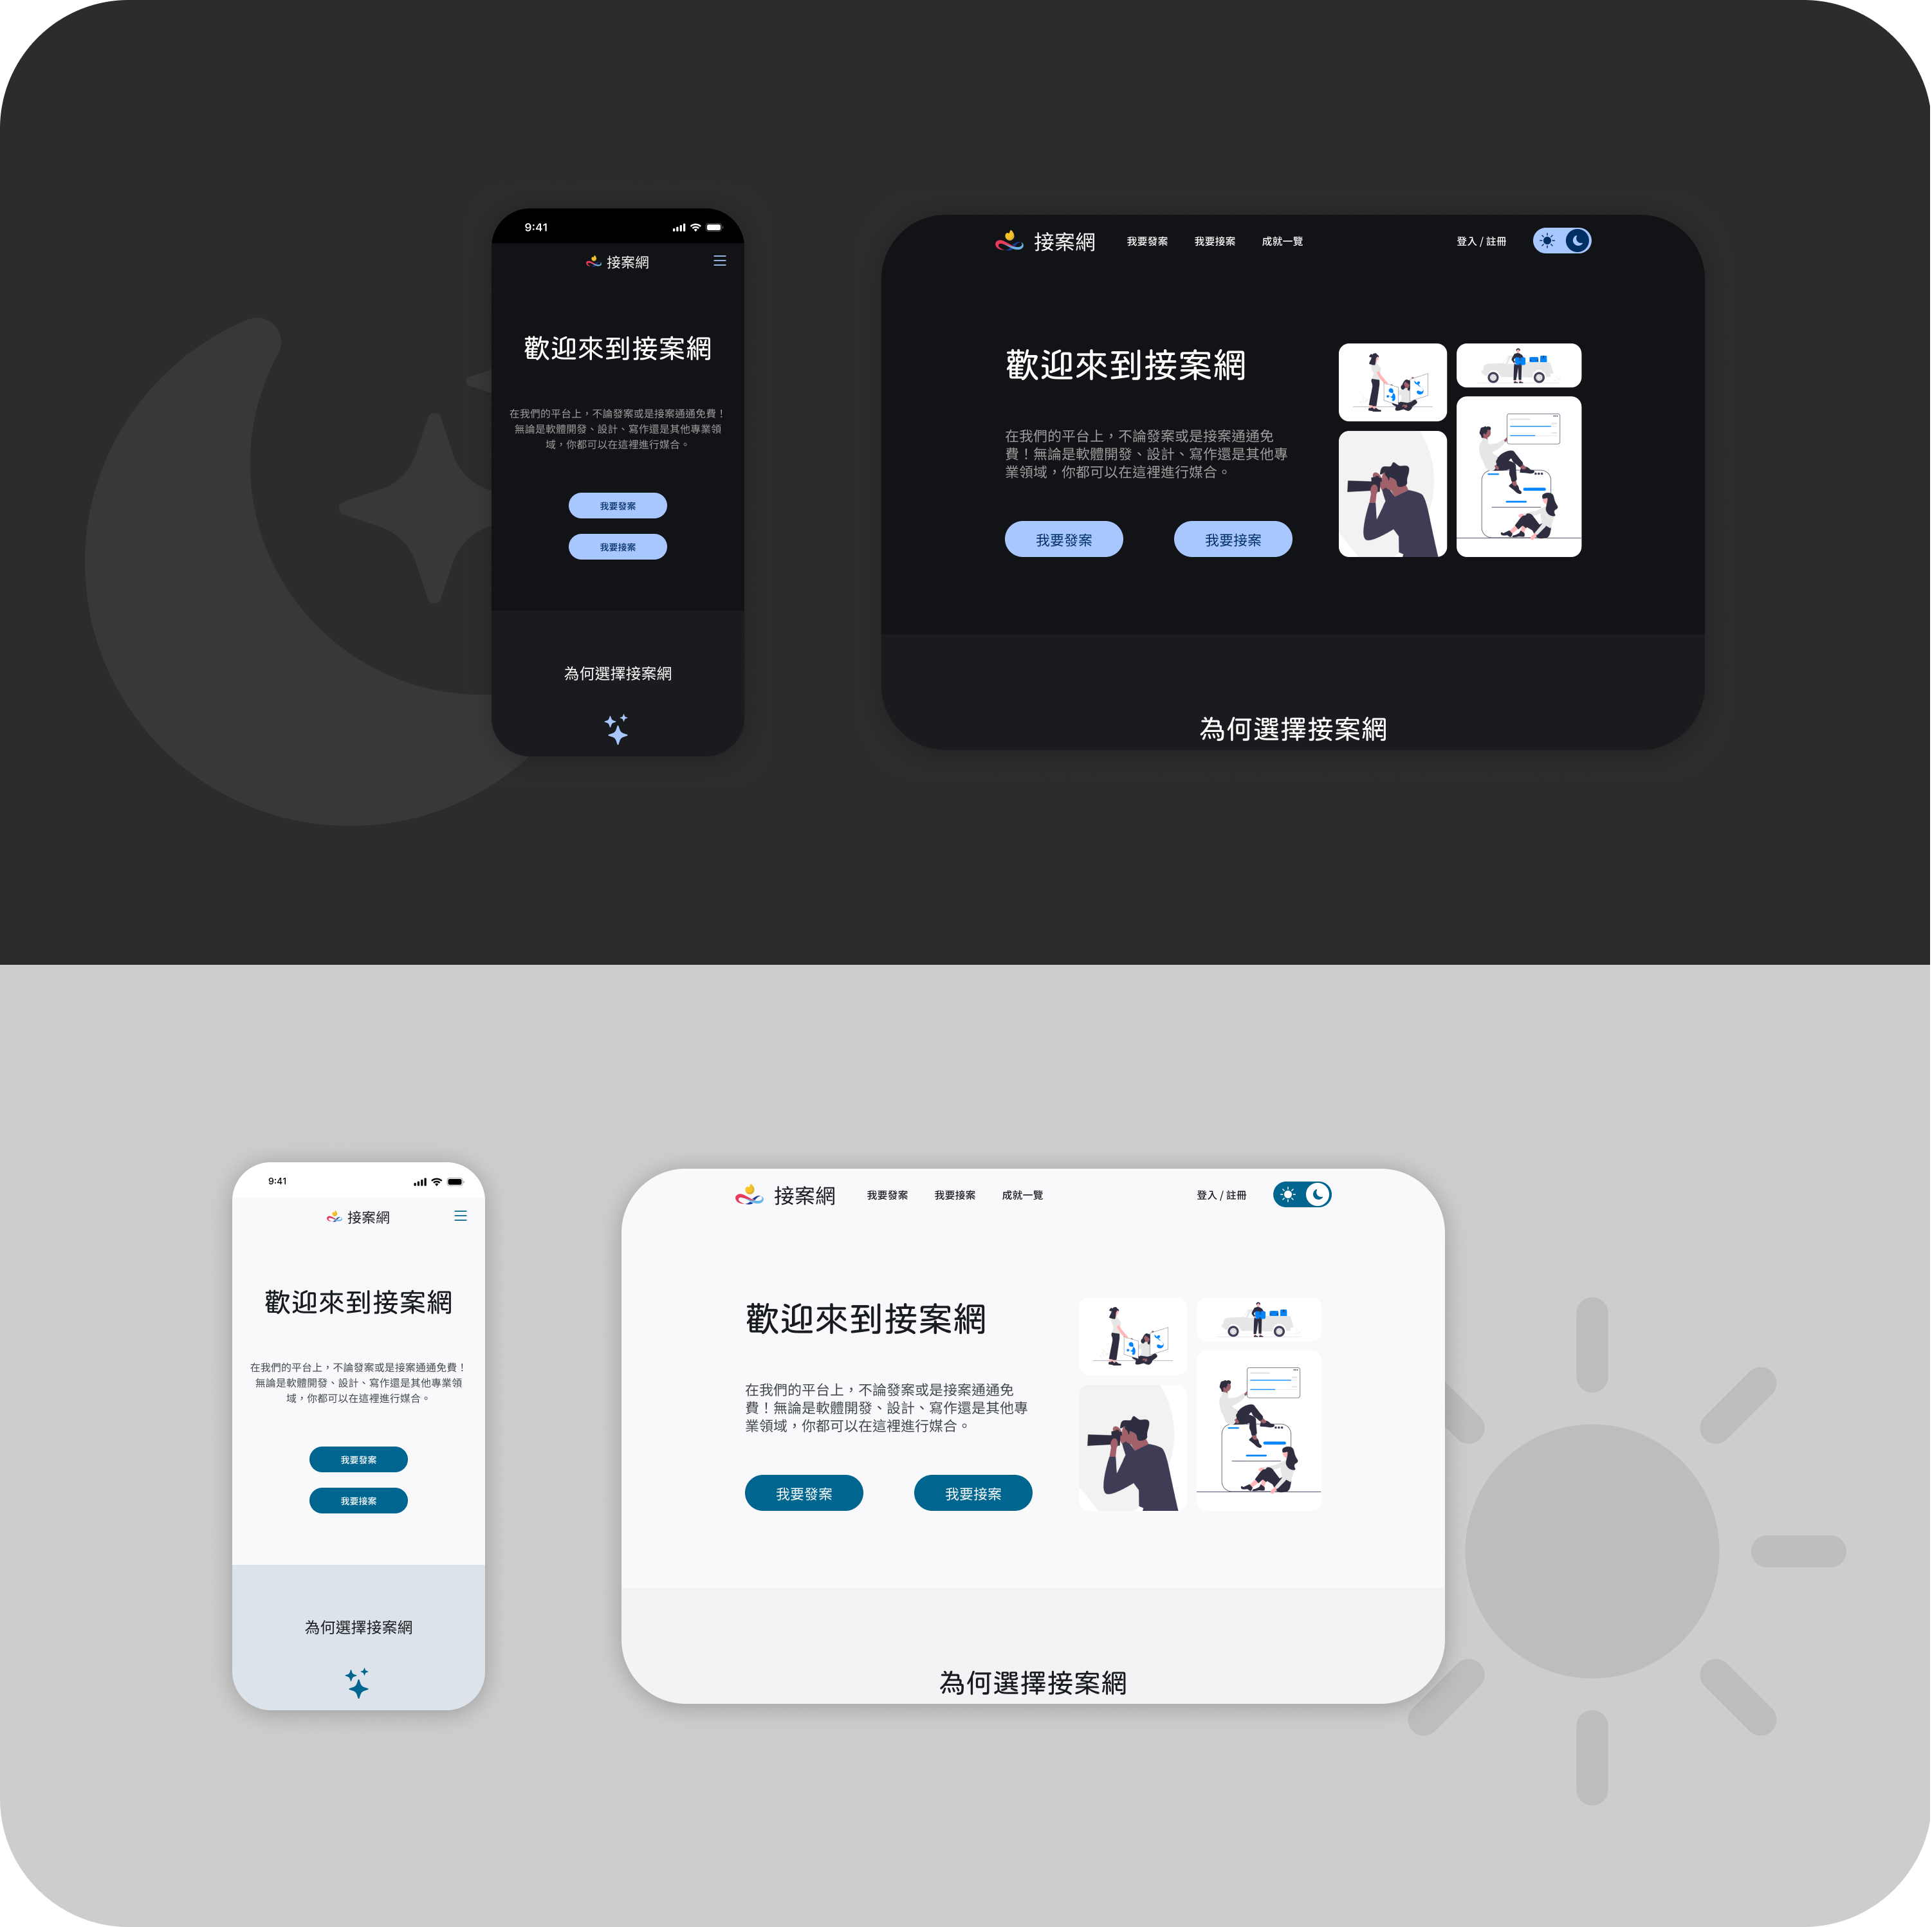 9:41
接案網
歡迎來到接案網
在我們的平台上，不論發案或是接案通通免費！
無論是軟體開發、設計、寫作還是其他專業領
域，你都可以在這裡進行媒合。
我要發案
我要接案
為何選擇接案網
接案網 我要發案 我要接案 成就一覽 登入 / 註冊
歡迎來到接案網
在我們的平台上，不論發案或是接案通通免
費！無論是軟體開發、設計、寫作還是其他專
業領域，你都可以在這裡進行媒合。
我要發案 我要接案
為何選擇接案網
9:41
接案網
歡迎來到接案網
在我們的平台上，不論發案或是接案通通免費！
無論是軟體開發、設計、寫作還是其他專業領
域，你都可以在這裡進行媒合。
我要發案
我要接案
為何選擇接案網
接案網 我要發案 我要接案 成就一覽 登入 / 註冊
歡迎來到接案網
在我們的平台上，不論發案或是接案通通免
費！無論是軟體開發、設計、寫作還是其他專
業領域，你都可以在這裡進行媒合。
我要發案 我要接案
為何選擇接案網